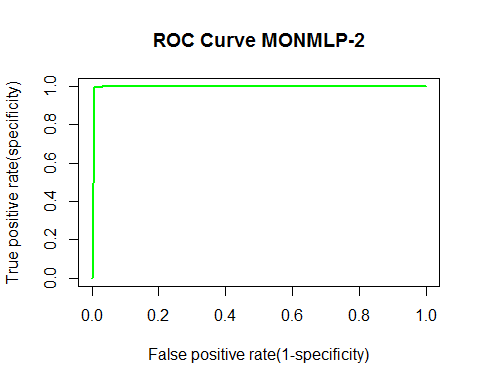 ROC Curve MONMLP-2
True positive rate(specificity)
1.0
0.8
0.6
0.4
0.2
0.0
0.0 0.2 0.4 0.6 0.8 1.0
False positive rate(1-specificity)